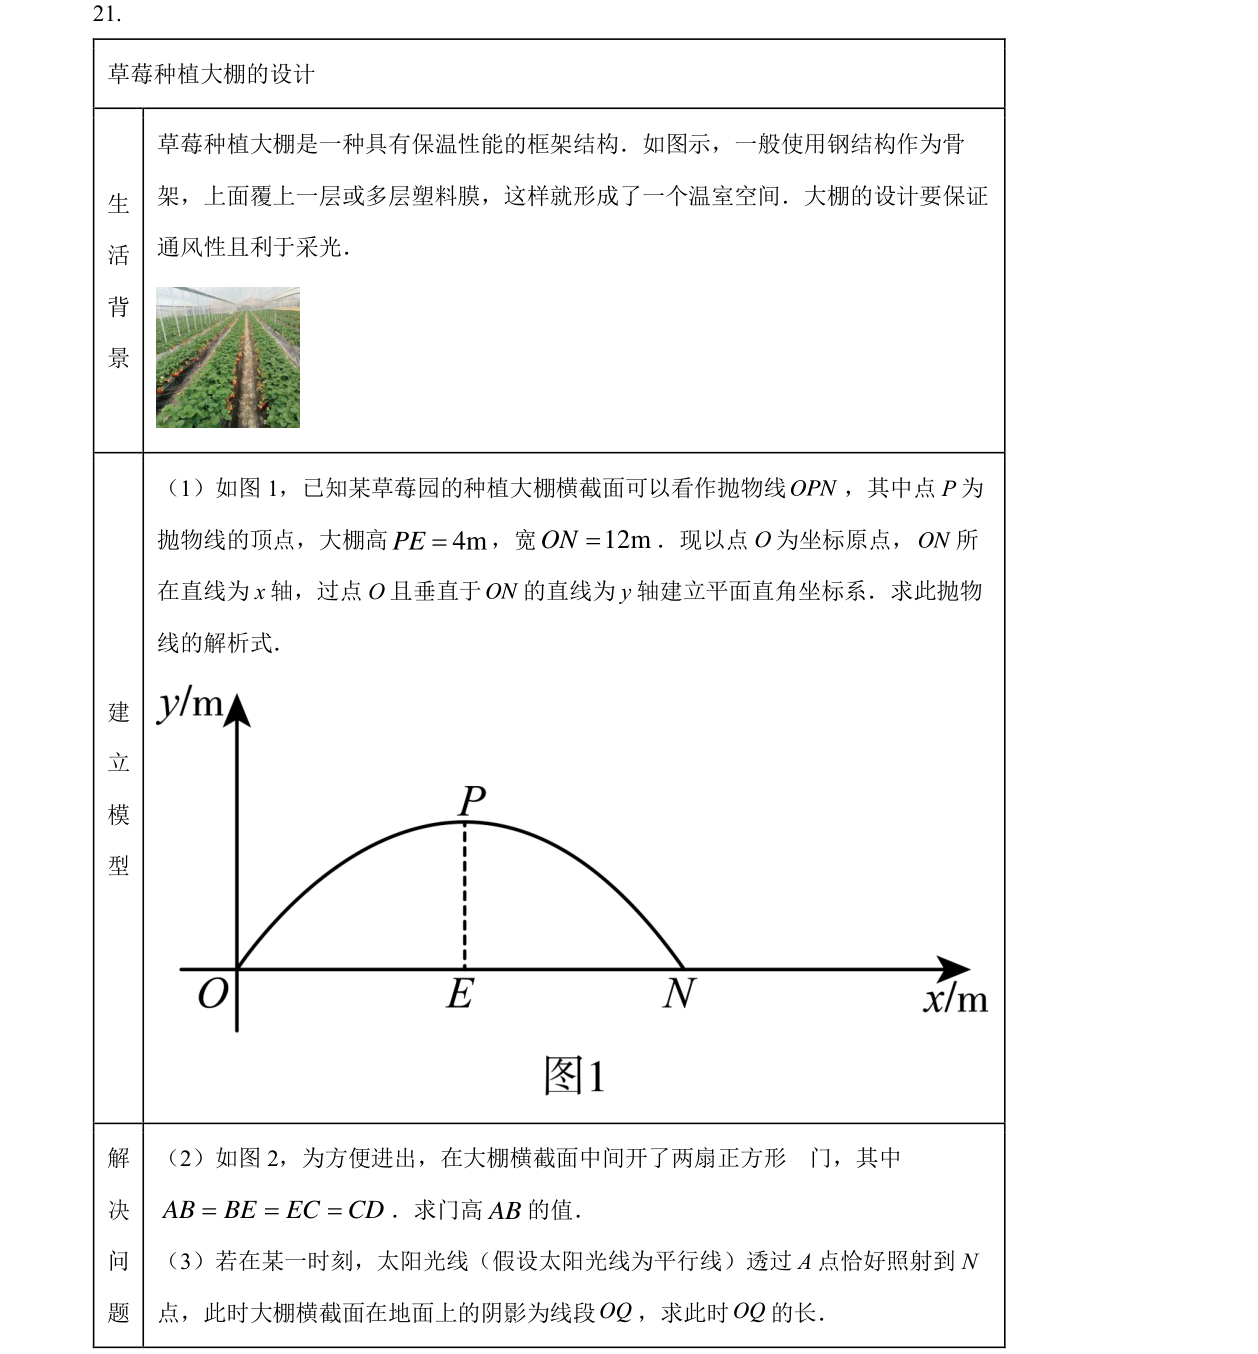 21.
草莓种植大棚的设计
生活背景
草莓种植大棚是一种具有保温性能的框架结构．如图示，一般使用钢结构作为骨
架，上面覆上一层或多层塑料膜，这样就形成了一个温室空间．大棚的设计要保证
通风性且利于采光．
建立模型
（1）如图 1，已知某草莓园的种植大棚横截面可以看作抛物线 OPN ，其中点 P 为
抛物线的顶点，大棚高 PE = 4m，宽 ON = 12m．现以点 O 为坐标原点， ON 所
在直线为 x 轴，过点 O 且垂直于 ON 的直线为 y 轴建立平面直角坐标系．求此抛物
线的解析式．
y/m
P
O
E
N
x/m
图1
解决问题
（2）如图 2，为方便进出，在大棚横截面中间开了两扇正方形 门，其中
AB = BE = EC = CD ．求门高 AB 的值．
（3）若在某一时刻，太阳光线（假设太阳光线为平行线）透过 A 点恰好照射到 N
点，此时大棚横截面在地面上的阴影为线段 OQ ，求此时 OQ 的长．